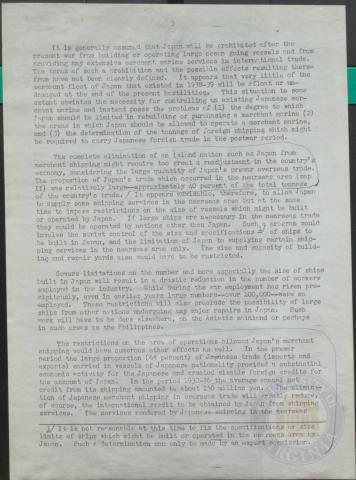 3
It is generally assumed that Japan will be prohibited after the
present war from building or operating large ocean going vessels and from
providing any extensive merchant marine services in international trade.
The terms of such a prohibition and the possible effects resulting there-
from have not been clearly defined. It appears that very little of the
merchant fleet of Japan that existed in 1938-39 will be afloat or un-
damaged at the end of the present hostilities. This situation to some
extent obviates the necessity for controlling an existing Japanese mer-
chant marine and instead poses the problems of (1) the degree to which
Japan should be limited in rebuilding or purchasing a merchant marine (2)
the areas in which Japan should be allowed to operate a merchant marine,
and (3) the determination of the tonnages of foreign shipping which might
be required to carry Japanese foreign trade in the postwar period.
The complete elimination of an island nation such as Japan from
merchant shipping might require too great a readjustment in the country's
economy, considering the large quantity of Japan's prewar overseas trade.
The proportion of Japan's trade which occurred in the nearseas area (map
II) was relatively large--approximately 40 percent of the total tonnage
of the country's trade. It appears advisable, therefore, to allow Japan
to supply some shipping services in the nearseas area but at the same
time to impose restrictions on the size of vessels which might be built
or operated by Japan. If large ships are necessary in the nearseas trade
they could be operated by nations other than Japan. Such a program would
involve the strict control of the size and specifications 1/ of ships to
be built in Japan, and the limitation of Japan to supplying certain ship-
ping services in the nearseas area only. The size and capacity of build-
ing and repair yards also would have to be restricted.
Severe limitations on the number and more especially the size of ships
built in Japan will result in a drastic reduction in the number of workers
employed in the industry. While during the war employment has risen pro-
digiously, even in earlier years large numbers--over 100,000--were so
employed. These restrictions will also preclude the possibility of large
ships from other nations undergoing any major repairs in Japan. Such
work will have to be done elsewhere, on the Asiatic mainland or perhaps
in such areas as the Philippines.
The restrictions on the area of operations allowed Japan's merchant
shipping would have numerous other effects as well. In the prewar
period the large proportion
of Japanese trade (imports and
exports) carried in vessels of Japanese nationality provided a substantial
economic activity for the Japanese and created sizable foreign credits for
the account of Japan. In the period
the average annual net
credit from its shipping amounted to about 190 million yen. The elimina-
tion of Japanese merchant shipping in overseas trade will greatly reduce,
of course, the international credit to be obtained by Japan from shipping
services. The services rendered by Japanese shipping in the nearseas
1/ It is not reasonable at this time to fix the specifications or size
limits of ships which might be built or operated in the nearseas area by
Japan. Such a determination can only be made by an expert commission.